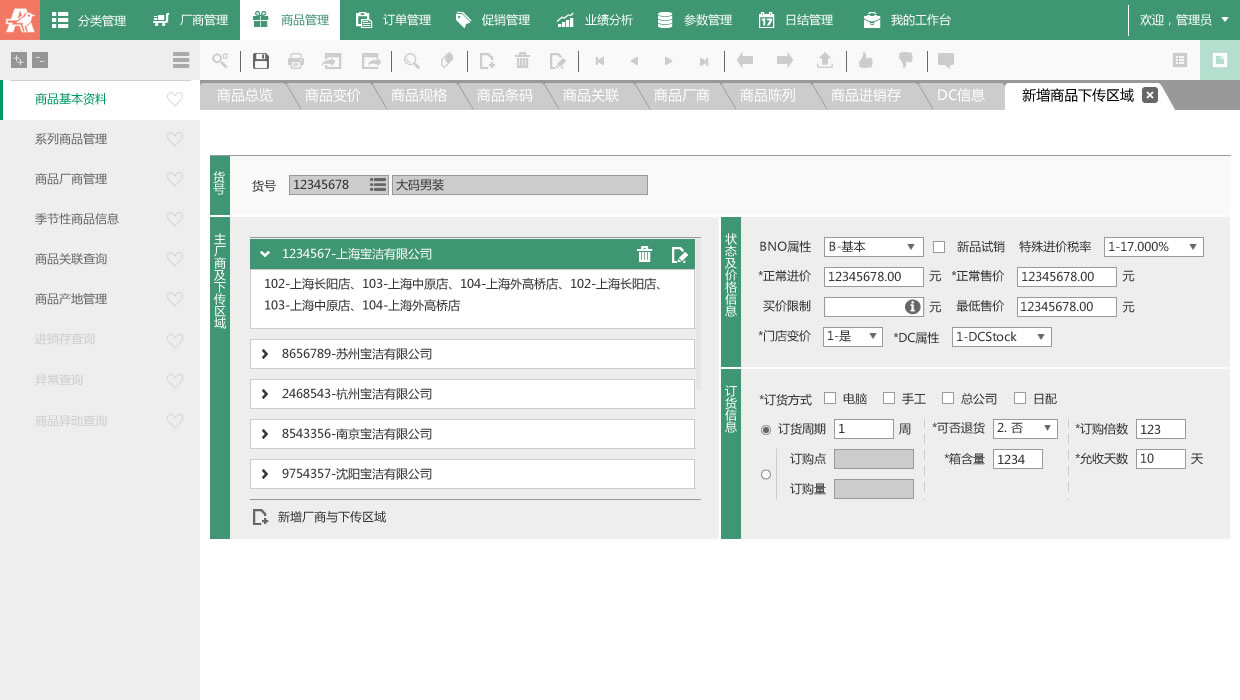 分类管理 厂商管理 商品管理 订单管理 促销管理 业绩分析 参数管理 日结管理 我的工作台 欢迎，管理员
商品总览 商品变价 商品规格 商品条码 商品关联 商品厂商 商品陈列 商品进销存 DC信息 新增商品下传区域
商品基本资料
系列商品管理
商品厂商管理
季节性商品信息
商品关联查询
商品产地管理
进销存查询
异常查询
商品异动查询
货号
货号 12345678 大码男装
主厂商及下传区域
1234567-上海宝洁有限公司
102-上海长阳店、103-上海中原店、104-上海外高桥店、102-上海长阳店、
103-上海中原店、104-上海外高桥店
8656789-苏州宝洁有限公司
2468543-杭州宝洁有限公司
8543356-南京宝洁有限公司
9754357-沈阳宝洁有限公司
新增厂商与下传区域
状态及价格信息
BNO属性 B-基本 新品试销 特殊进价税率 1-17.000%
*正常进价 12345678.00 元 *正常售价 12345678.00 元
买价限制 元 最低售价 12345678.00 元
*门店变价 1-是 *DC属性 1-DCStock
订货信息
*订货方式 电脑 手工 总公司 日配
订货周期 1 周 *可否退货 2. 否 *订购倍数 123
订购点 *箱含量 1234 *允收天数 10 天
订购量